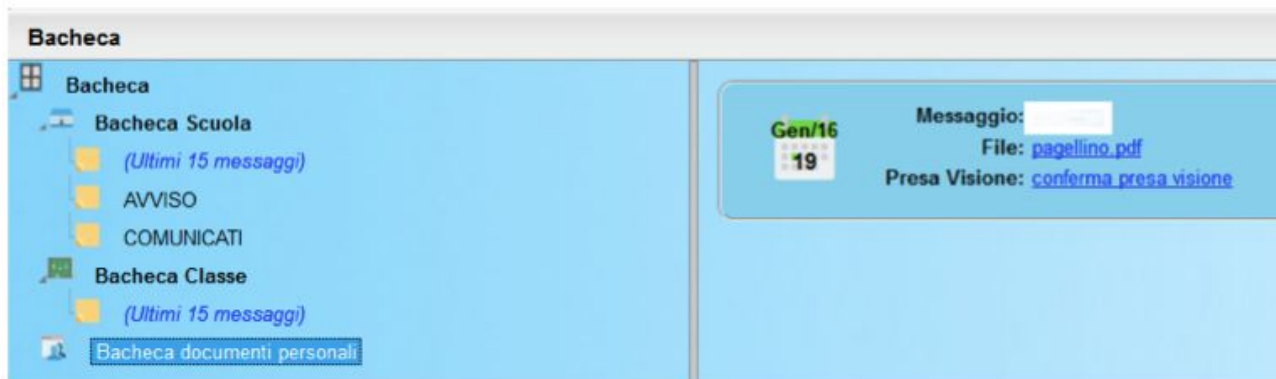 Bacheca
Bacheca
Bacheca Scuola
(Ultimi 15 messaggi)
AVVISO
COMUNICATI
Bacheca Classe
(Ultimi 15 messaggi)
Bacheca documenti personali
Gen/16
19
Messaggio:
File: pagellino.pdf
Presa Visione: conferma presa visione